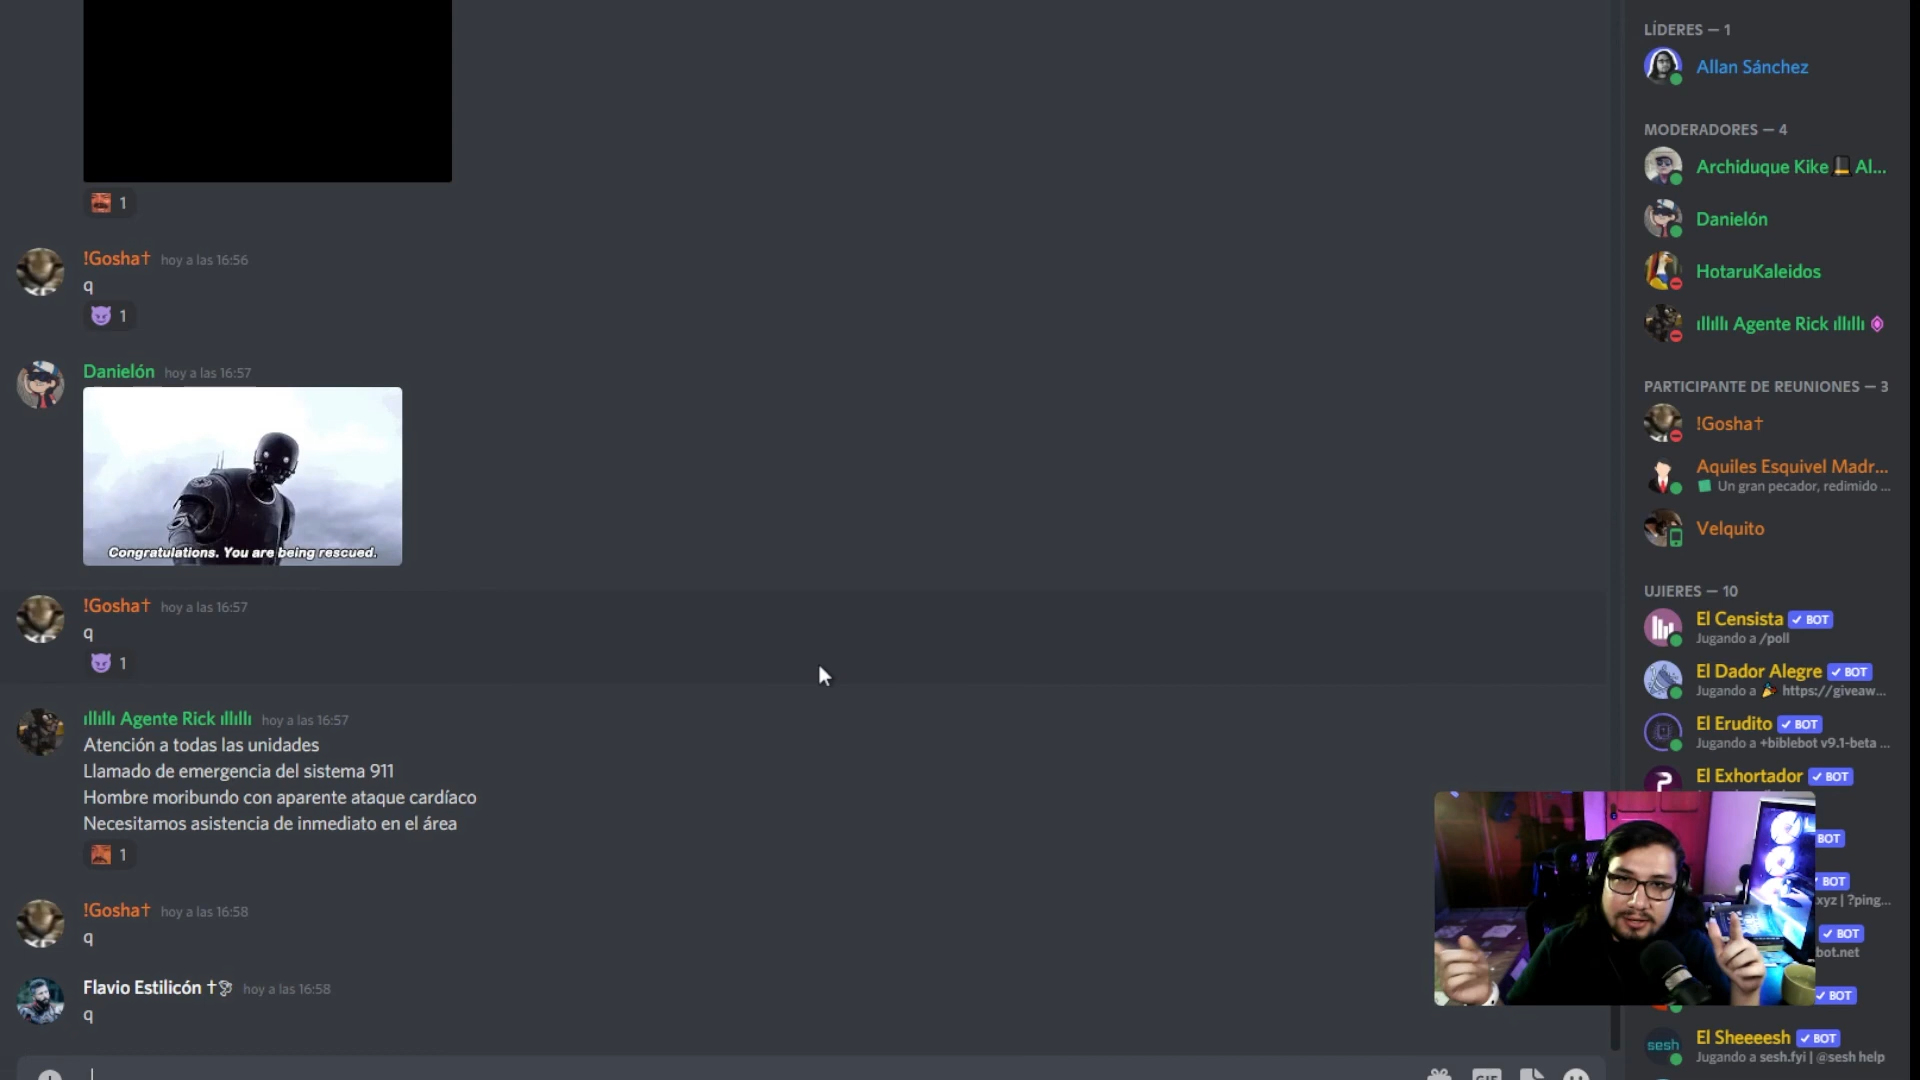 1
!Gosha† hoy a las 16:56
q
1
Danielón hoy a las 16:57
Congratulations. You are being rescued.
!Gosha† hoy a las 16:57
q
1
ıllıllı Agente Rick ıllıllı hoy a las 16:57
Atención a todas las unidades
Llamado de emergencia del sistema 911
Hombre moribundo con aparente ataque cardíaco
Necesitamos asistencia de inmediato en el área
1
!Gosha† hoy a las 16:58
q
Flavio Estilicón † hoy a las 16:58
q
GIF
LÍDERES — 1
Allan Sánchez
MODERADORES — 4
Archiduque Kike 🎩 Al...
Danielón
HotaruKaleidos
ıllıllı Agente Rick ıllıllı
PARTICIPANTE DE REUNIONES — 3
!Gosha†
Aquiles Esquivel Madr...
Un gran pecador, redimido ...
Velquito
UJIERES — 10
El Censista ✓ BOT
Jugando a /poll
El Dador Alegre ✓ BOT
Jugando a 🎉 https://giveaw...
El Erudito ✓ BOT
Jugando a +biblebot v9.1-beta ...
El Exhortador ✓ BOT
BOT
BOT
xyz | ?ping...
✓ BOT
bot.net
✓ BOT
sesh
El Sheeeesh ✓ BOT
Jugando a sesh.fyi | @sesh help